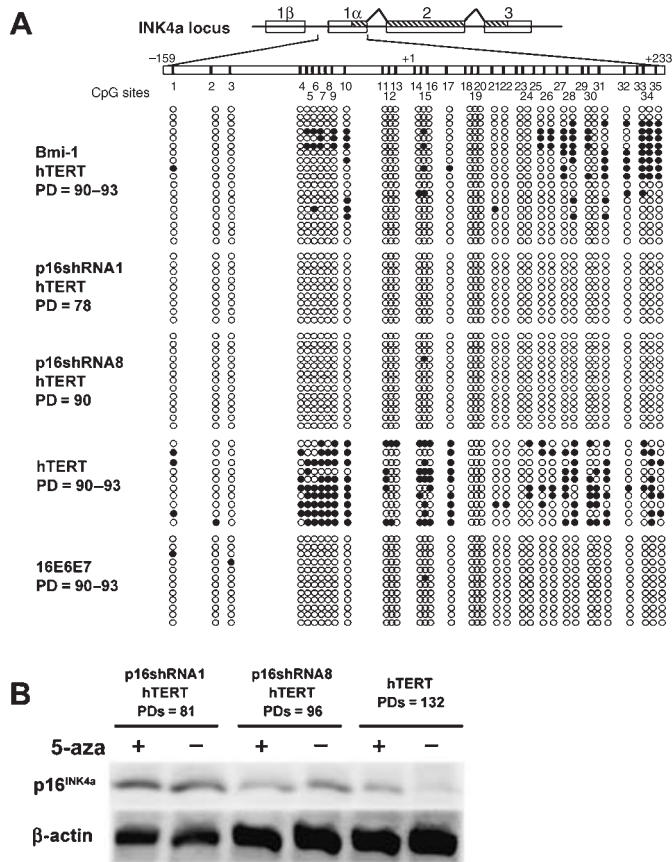 A
INK4a locus
1β 1α 2 3
−159 +1 +233
CpG sites
1 2 3 4 6 8 10 11 13 14 16 17 18 20 21 22 23 25 27 29 31 32 33 35
5 7 9 12 15 19 24 26 28 30 34
Bmi-1
hTERT
PD = 90–93
p16shRNA1
hTERT
PD = 78
p16shRNA8
hTERT
PD = 90
hTERT
PD = 90–93
16E6E7
PD = 90–93
B
p16shRNA1 p16shRNA8 hTERT
hTERT hTERT PDs = 132
PDs = 81 PDs = 96
5-aza + − + − + −
p16INK4a
β-actin